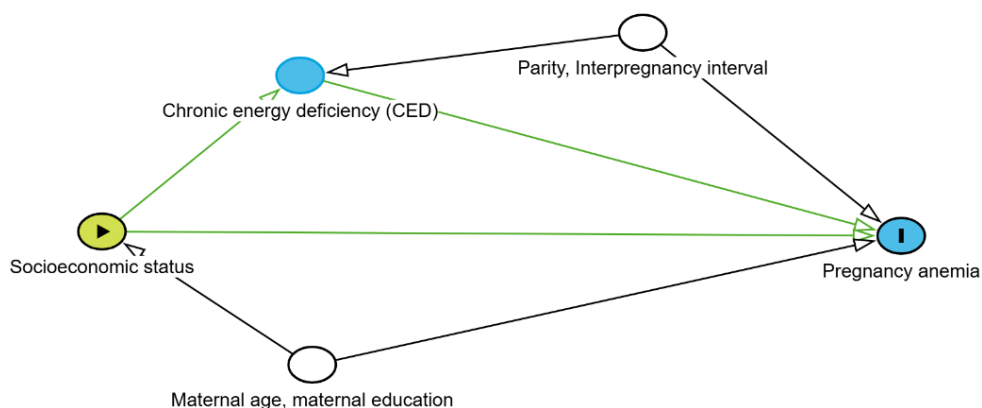 Parity, Interpregnancy interval
Chronic energy deficiency (CED)
Socioeconomic status
Pregnancy anemia
Maternal age, maternal education